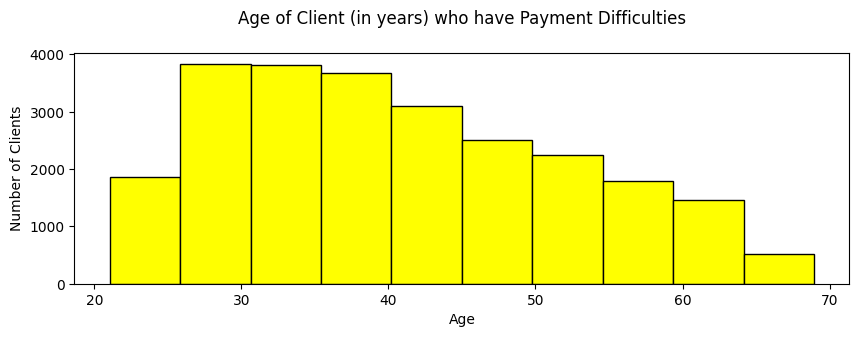 Age of Client (in years) who have Payment Difficulties
4000
3000
2000
1000
0
Number of Clients
20 30 40 50 60 70
Age